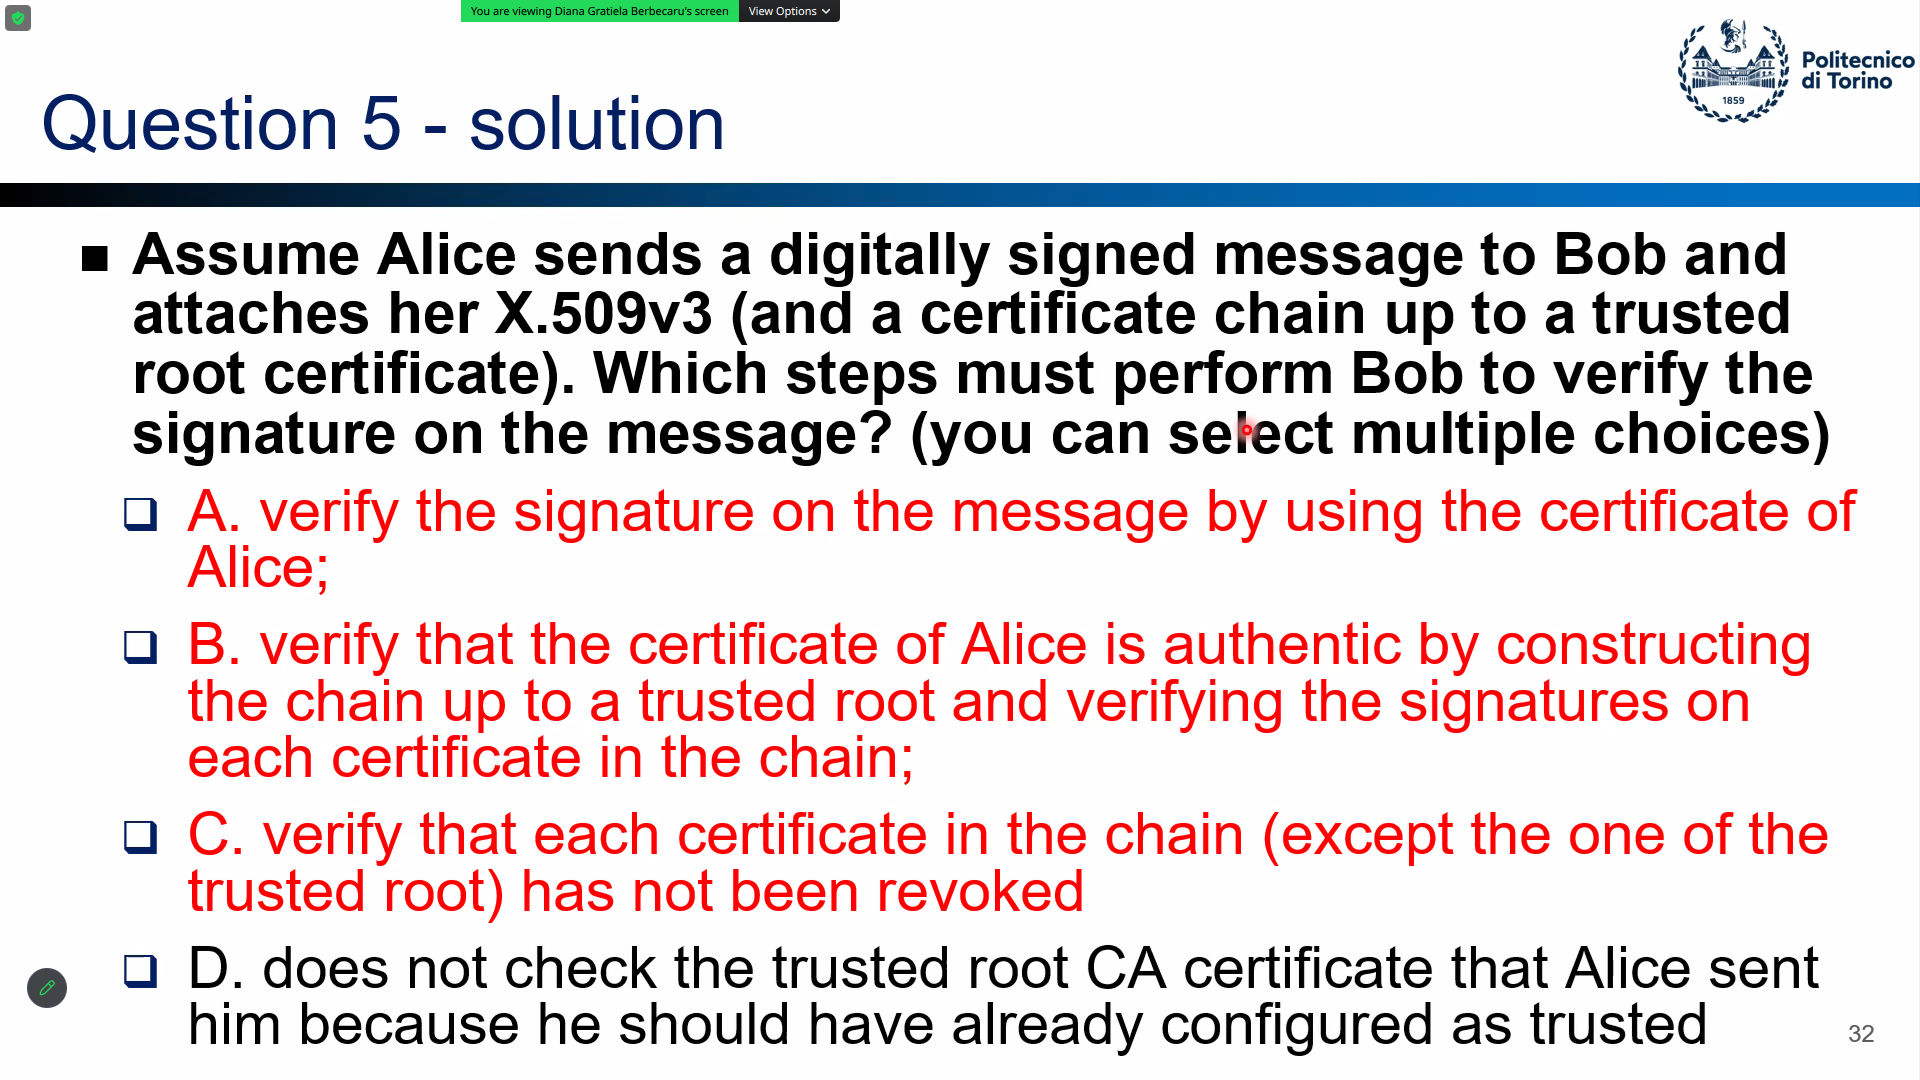 You are viewing Diana Gratiela Berbecaru's screen
View Options
Politecnico
di Torino
1859
Question 5 - solution
Assume Alice sends a digitally signed message to Bob and
attaches her X.509v3 (and a certificate chain up to a trusted
root certificate). Which steps must perform Bob to verify the
signature on the message? (you can select multiple choices)
A. verify the signature on the message by using the certificate of
Alice;
B. verify that the certificate of Alice is authentic by constructing
the chain up to a trusted root and verifying the signatures on
each certificate in the chain;
C. verify that each certificate in the chain (except the one of the
trusted root) has not been revoked
D. does not check the trusted root CA certificate that Alice sent
him because he should have already configured as trusted
32